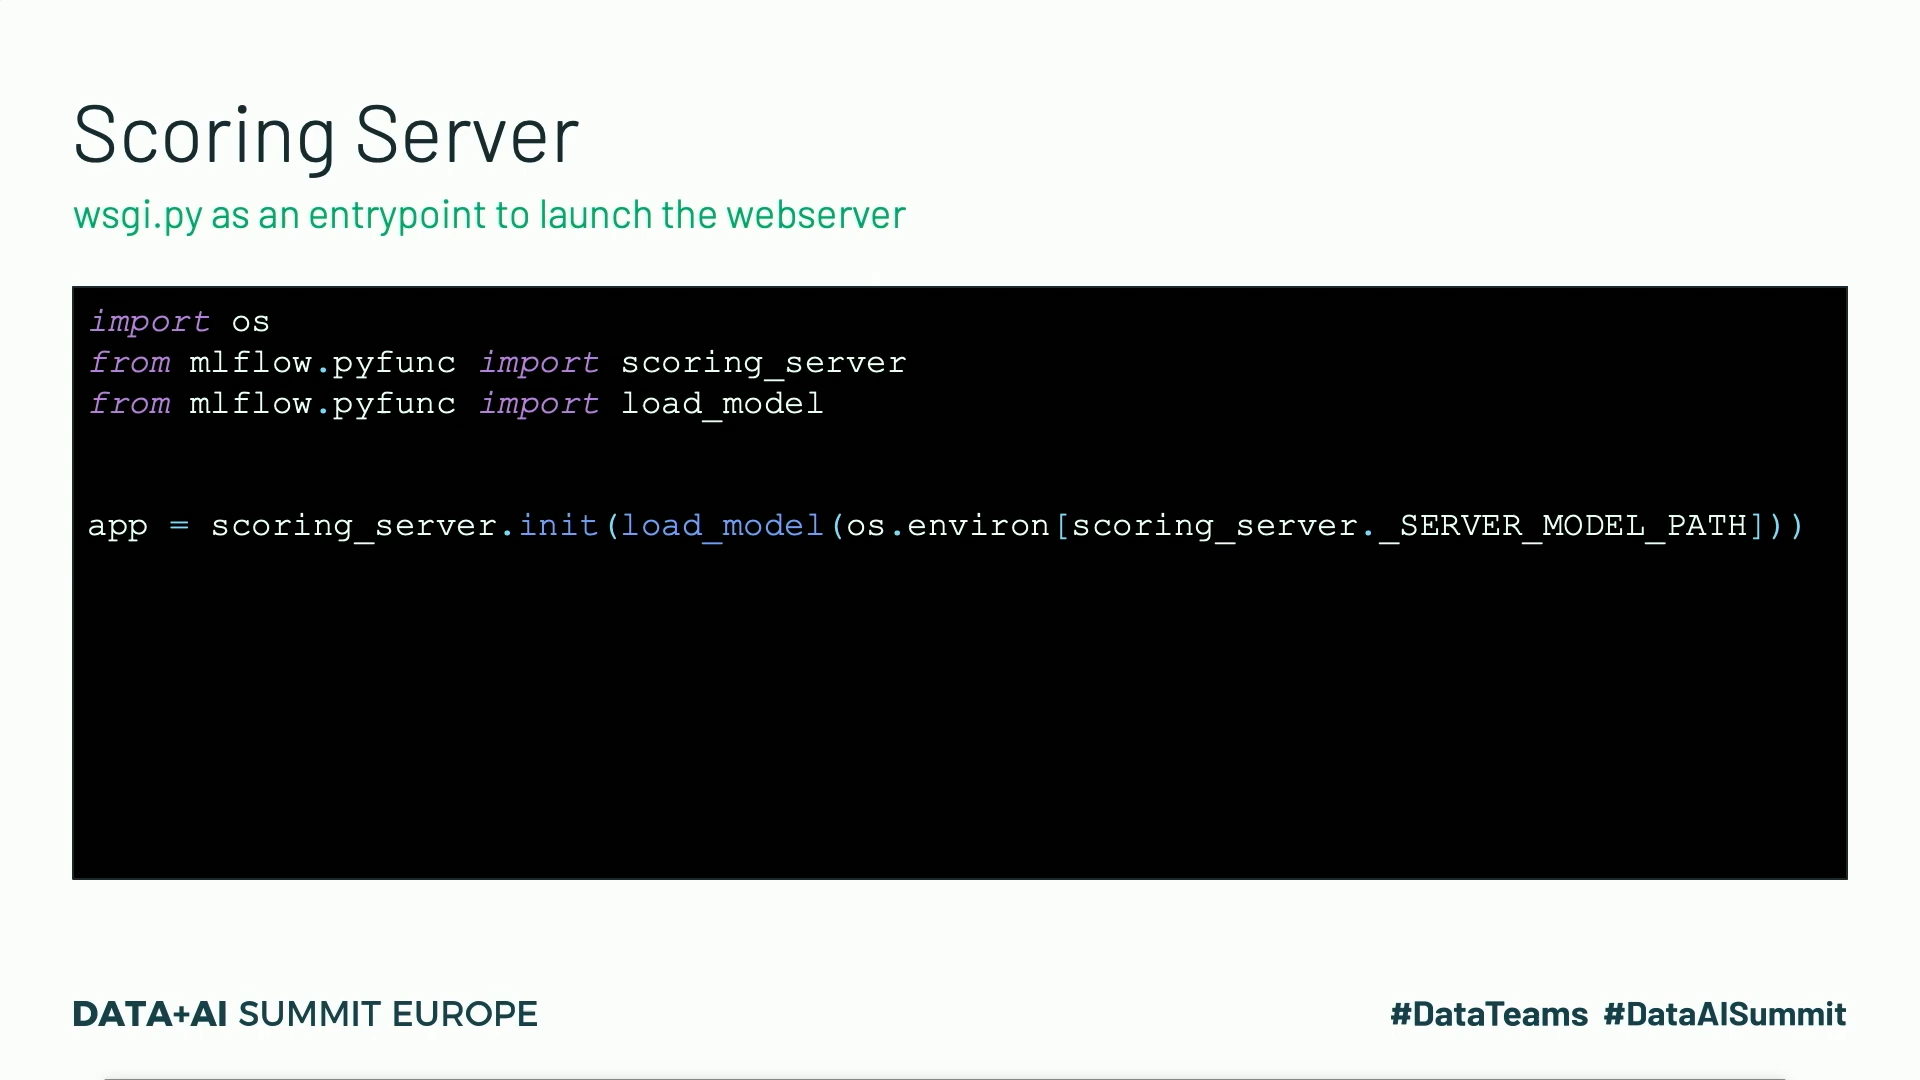 Scoring Server
wsgi.py as an entrypoint to launch the webserver
import os
from mlflow.pyfunc import scoring_server
from mlflow.pyfunc import load_model
app = scoring_server.init(load_model(os.environ[scoring_server._SERVER_MODEL_PATH]))
DATA+AI SUMMIT EUROPE
#DataTeams #DataAISummit